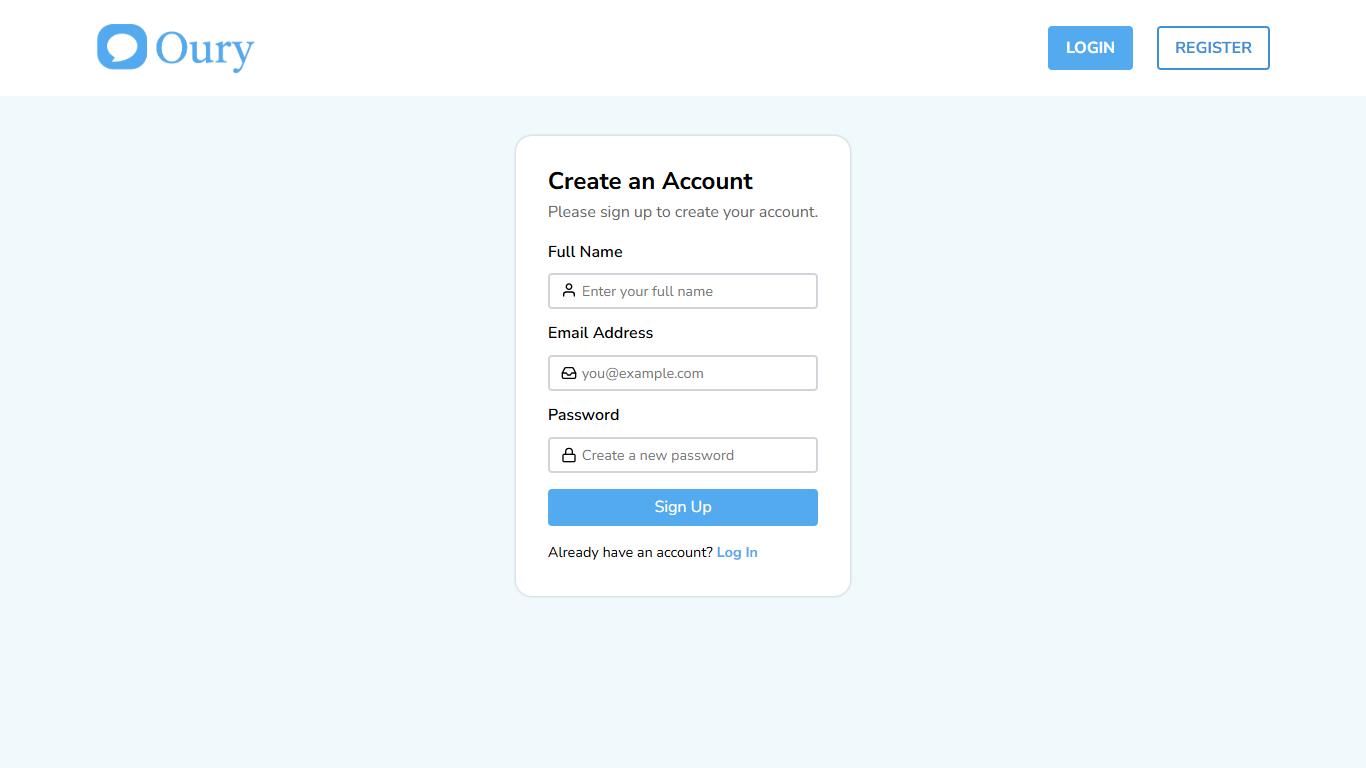 Oury
LOGIN
REGISTER
Create an Account
Please sign up to create your account.
Full Name
Enter your full name
Email Address
you@example.com
Password
Create a new password
Sign Up
Already have an account? Log In